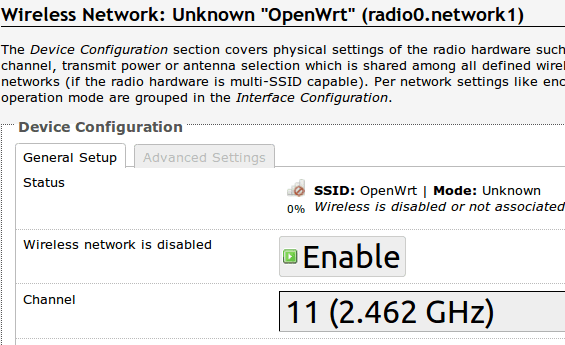 Wireless Network: Unknown "OpenWrt" (radio0.network1)
The Device Configuration section covers physical settings of the radio hardware such
channel, transmit power or antenna selection which is shared among all defined
networks (if the radio hardware is multi-SSID capable). Per network settings like
operation mode are grouped in the Interface Configuration.
Device Configuration
General Setup
Advanced Settings
Status
SSID: OpenWrt | Mode: Unknown
0%
Wireless is disabled or not associated
Wireless network is disabled
Enable
Channel
11 (2.462 GHz)